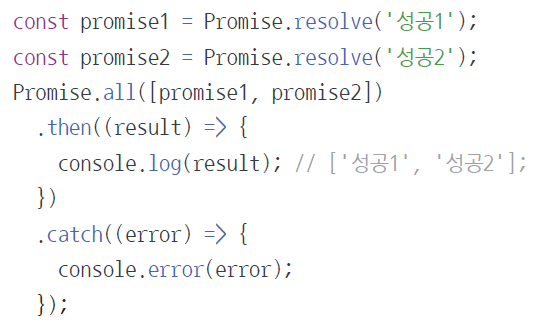 const promise1 = Promise.resolve('성공1');
const promise2 = Promise.resolve('성공2');
Promise.all([promise1, promise2])
  .then((result) => {
    console.log(result); // ['성공1', '성공2'];
  })
  .catch((error) => {
    console.error(error);
  });